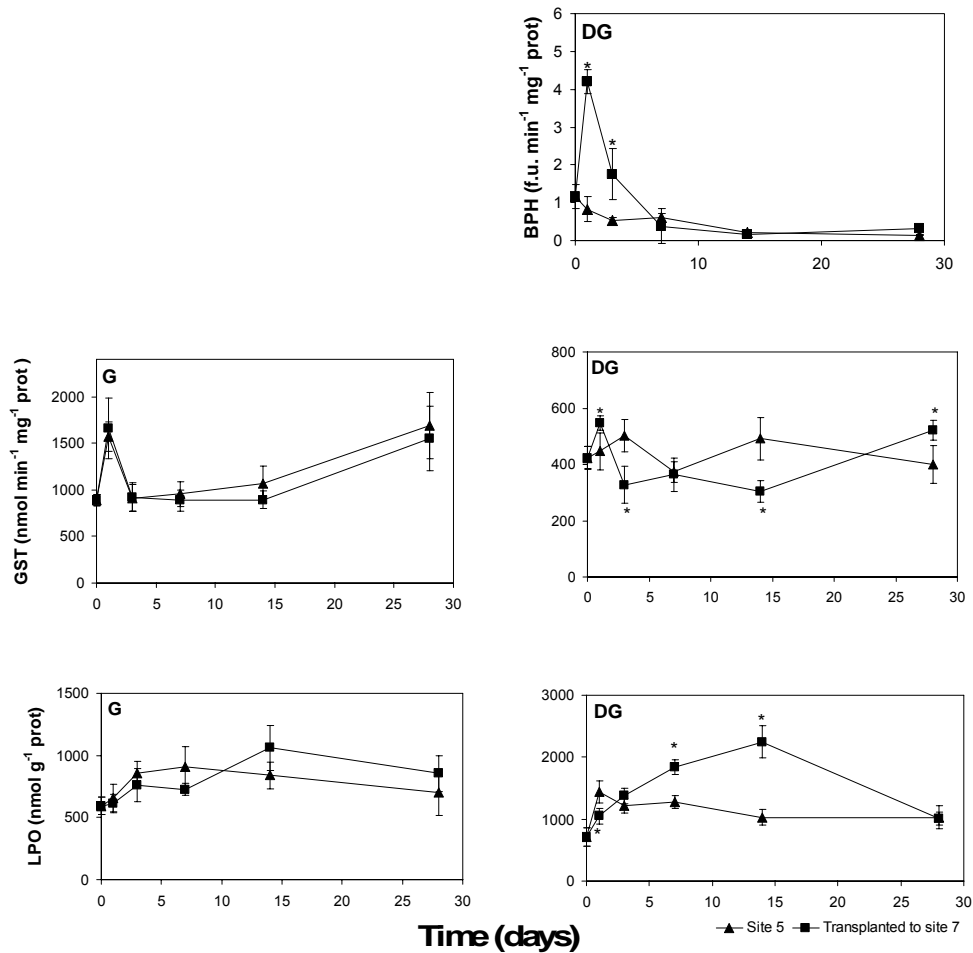 DG
BPH (f.u. min-1 mg-1 prot)
6
5
4
3
2
1
0
*
*
0 10 20 30
G
GST (nmol min-1 mg-1 prot )
2000
1500
1000
500
0
0 5 10 15 20 25 30
DG
800
600
400
200
0
*
*
*
*
0 5 10 15 20 25 30
G
LPO (nmol g-1 prot)
1500
1000
500
0
0 5 10 15 20 25 30
DG
3000
2000
1000
0
*
*
*
0 5 10 15 20 25 30
Time (days)
Site 5 Transplanted to site 7